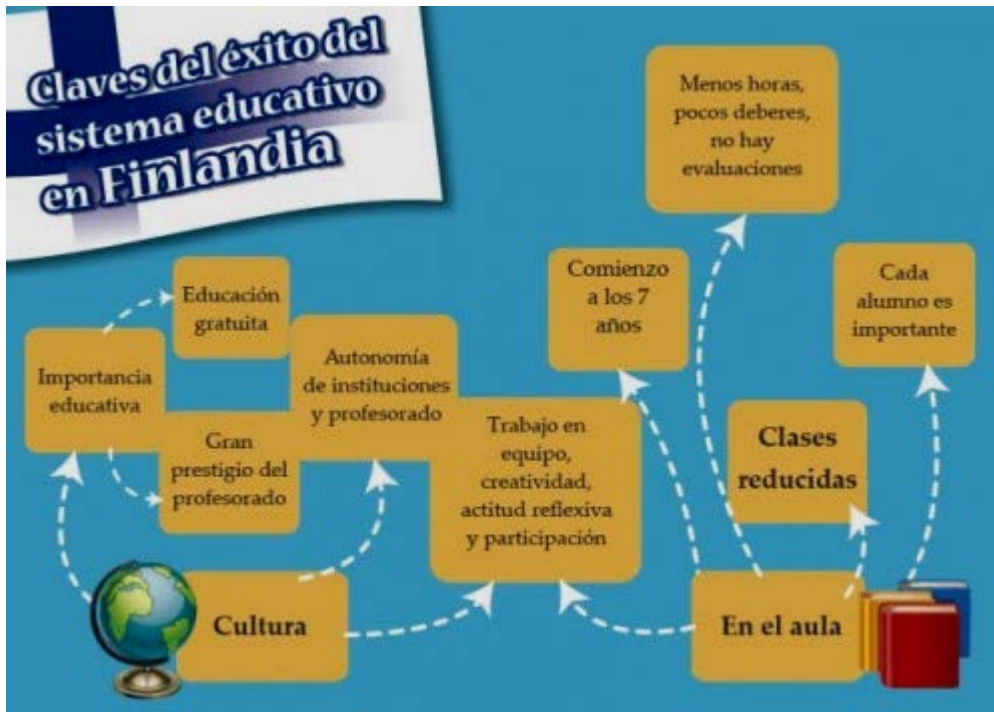 Claves del éxito del
sistema educativo
en Finlandia
Menos horas,
pocos deberes,
no hay
evaluaciones
Educación
gratuita
Comienzo
a los 7
años
Cada
alumno es
importante
Importancia
educativa
Autonomía
de instituciones
y profesorado
Gran
prestigio del
profesorado
Trabajo en
equipo,
creatividad,
actitud reflexiva
y participación
Clases
reducidas
Cultura
En el aula